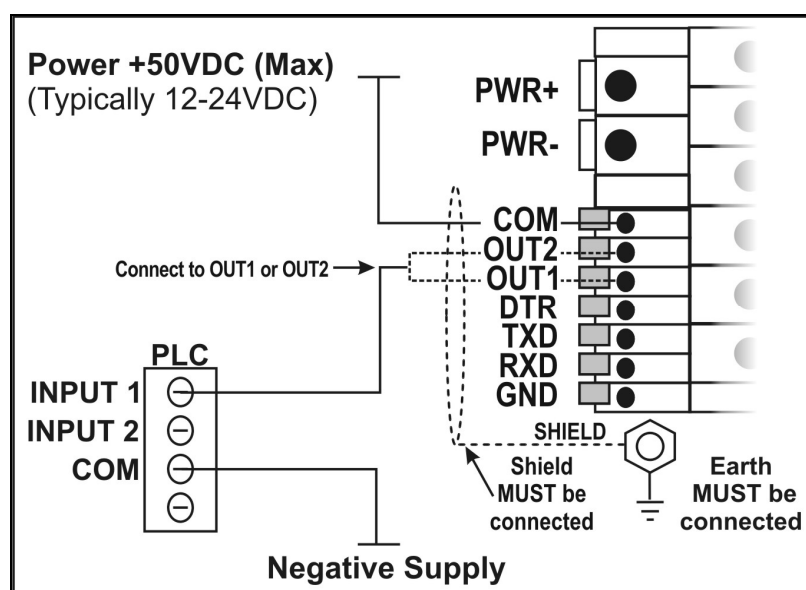 Power +50VDC (Max)
(Typically 12-24VDC)
PWR+
PWR-
COM
OUT2
Connect to OUT1 or OUT2
OUT1
DTR
TXD
RXD
GND
PLC
INPUT 1
INPUT 2
COM
SHIELD
Shield
MUST be
connected
Earth
MUST be
connected
Negative Supply